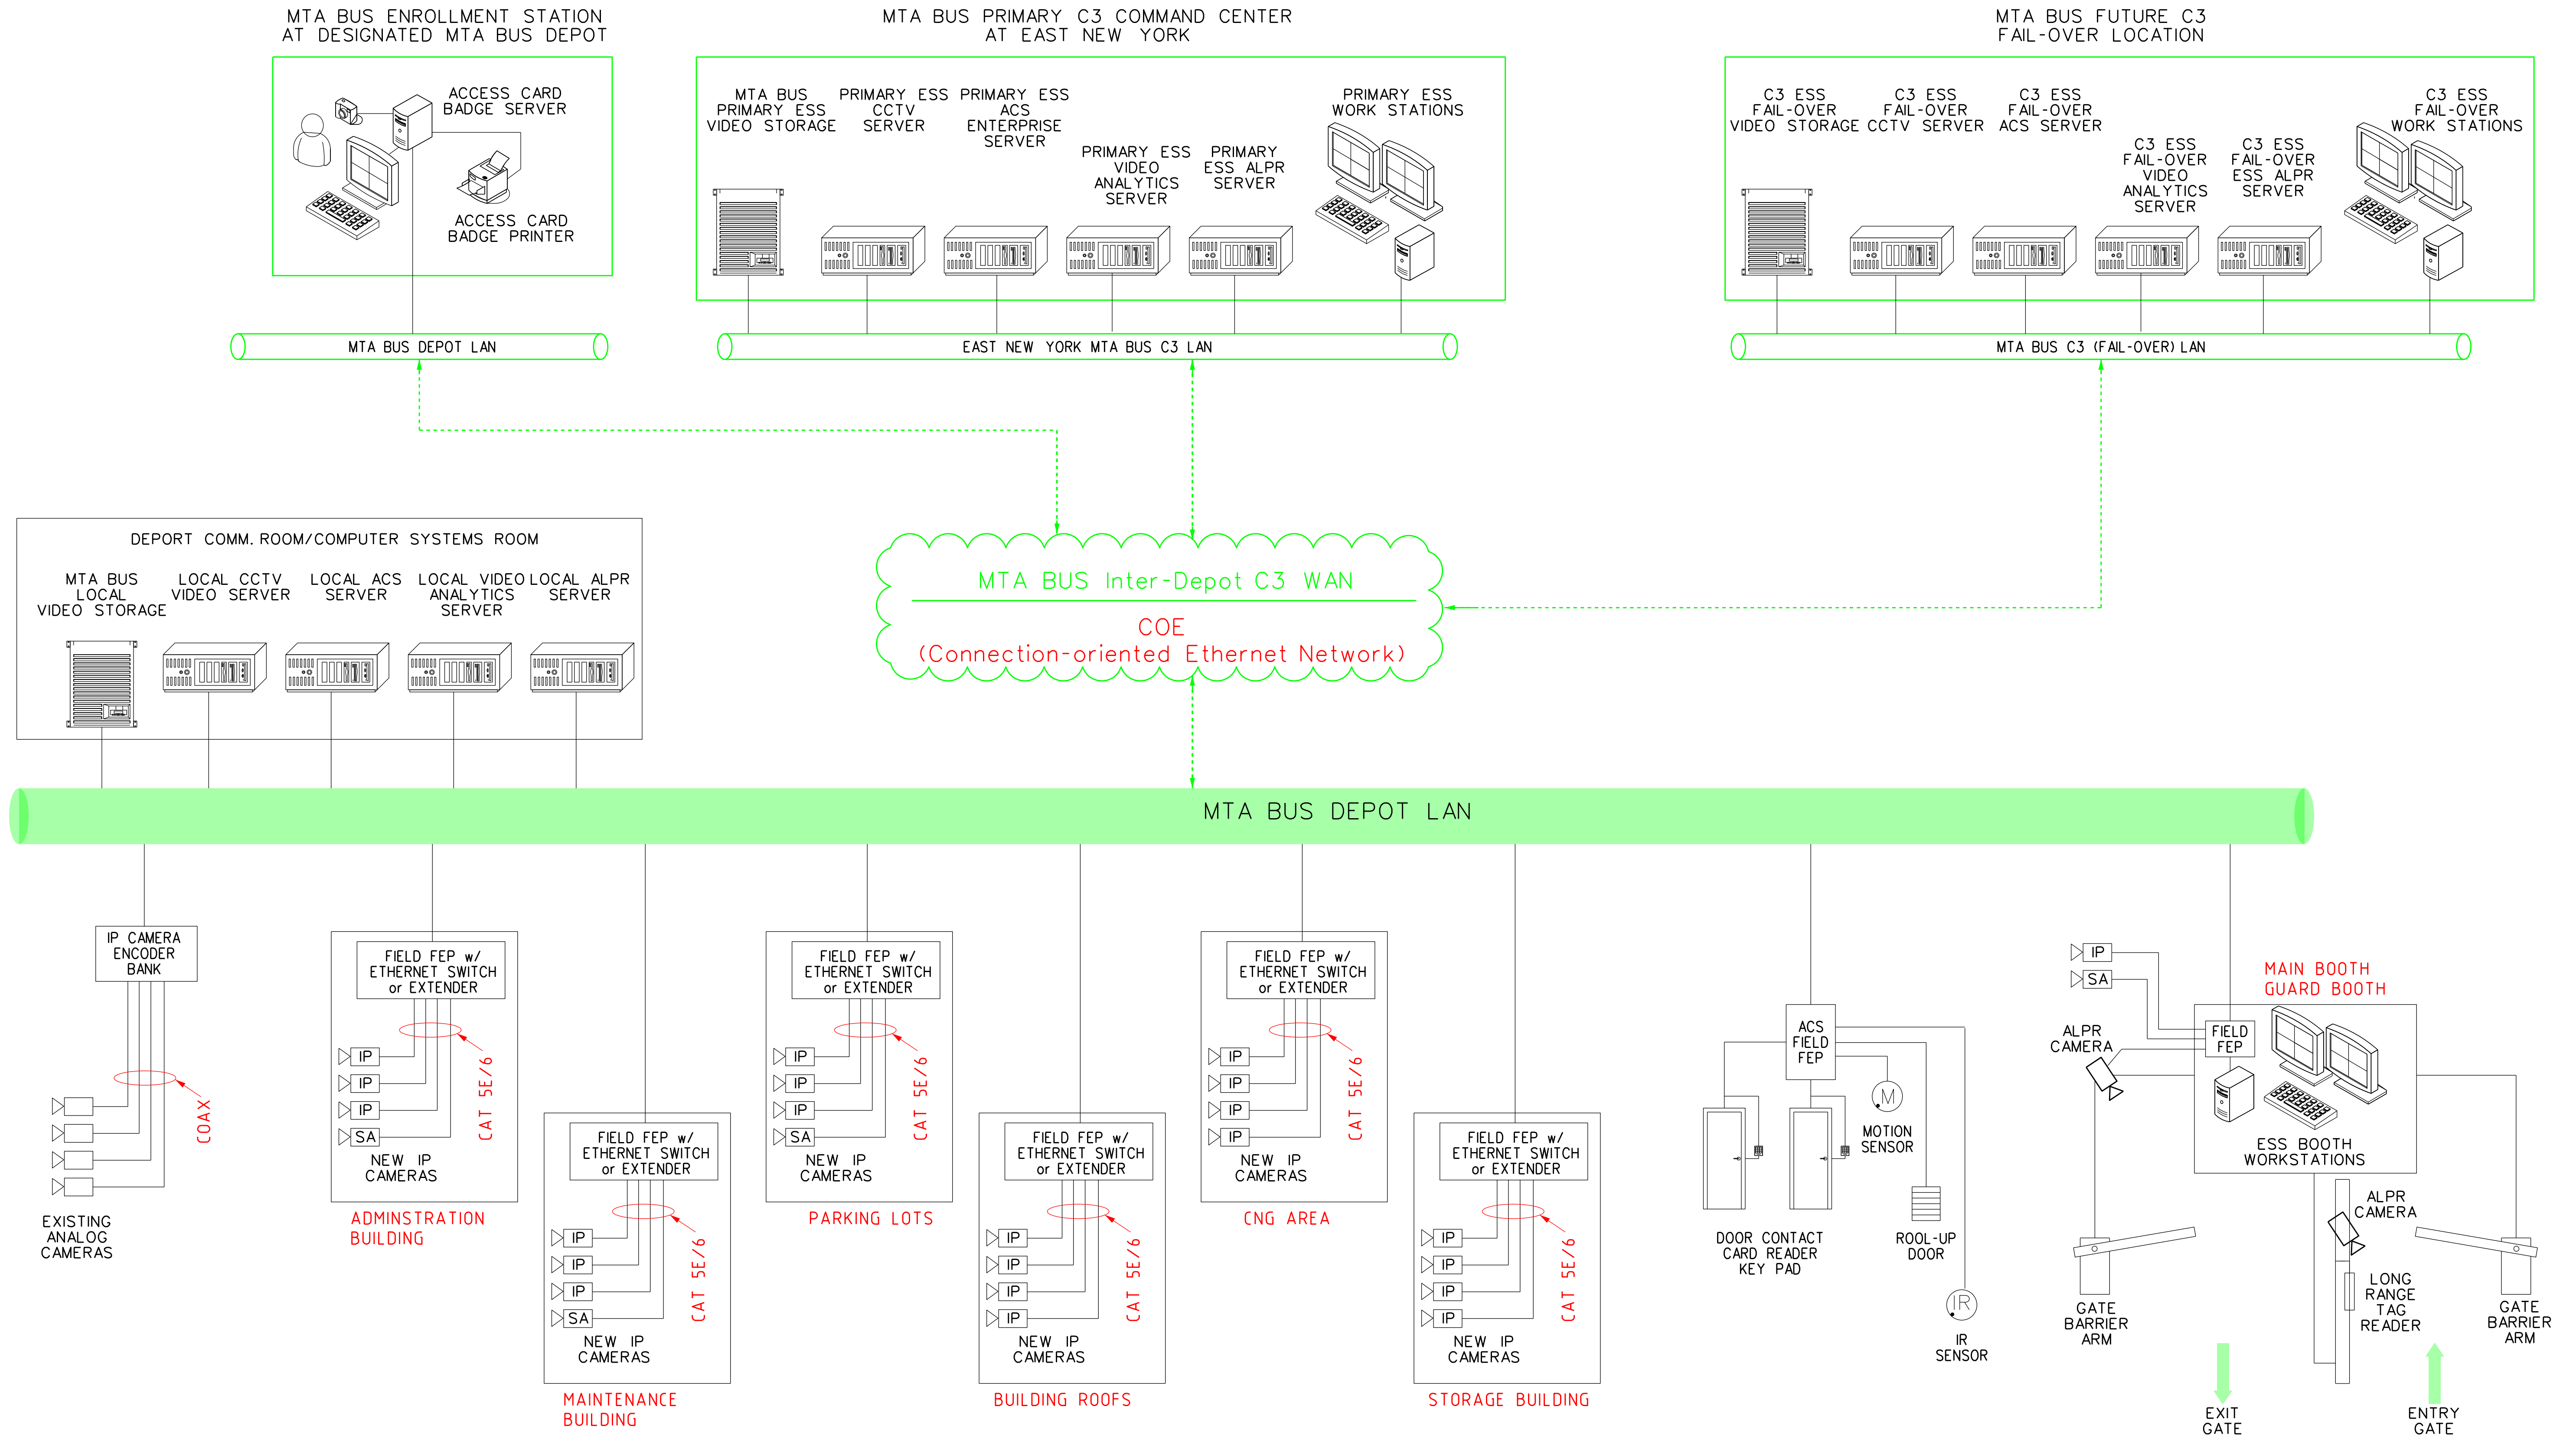 MTA BUS ENROLLMENT STATION
AT DESIGNATED MTA BUS DEPOT
ACCESS CARD
BADGE SERVER
ACCESS CARD
BADGE PRINTER
MTA BUS DEPOT LAN
MTA BUS PRIMARY C3 COMMAND CENTER
AT EAST NEW YORK
MTA BUS
PRIMARY ESS
VIDEO STORAGE
PRIMARY ESS
CCTV
SERVER
PRIMARY ESS
ACS
ENTERPRISE
SERVER
PRIMARY ESS
VIDEO
ANALYTICS
SERVER
PRIMARY
ESS ALPR
SERVER
PRIMARY ESS
WORK STATIONS
EAST NEW YORK MTA BUS C3 LAN
MTA BUS FUTURE C3
FAIL-OVER LOCATION
C3 ESS
FAIL-OVER
VIDEO STORAGE
C3 ESS
FAIL-OVER
CCTV SERVER
C3 ESS
FAIL-OVER
ACS SERVER
C3 ESS
FAIL-OVER
VIDEO
ANALYTICS
SERVER
C3 ESS
FAIL-OVER
ESS ALPR
SERVER
C3 ESS
FAIL-OVER
WORK STATIONS
MTA BUS C3 (FAIL-OVER) LAN
DEPORT COMM. ROOM/COMPUTER SYSTEMS ROOM
MTA BUS
LOCAL
VIDEO STORAGE
LOCAL CCTV
VIDEO SERVER
LOCAL ACS
SERVER
LOCAL VIDEO
ANALYTICS
SERVER
LOCAL ALPR
SERVER
MTA BUS Inter-Depot C3 WAN
COE
(Connection-oriented Ethernet Network)
MTA BUS DEPOT LAN
IP CAMERA
ENCODER
BANK
COAX
EXISTING
ANALOG
CAMERAS
FIELD FEP w/
ETHERNET SWITCH
or EXTENDER
IP
IP
IP
SA
CAT 5E/6
NEW IP
CAMERAS
ADMINSTRATION
BUILDING
FIELD FEP w/
ETHERNET SWITCH
or EXTENDER
IP
IP
IP
SA
CAT 5E/6
NEW IP
CAMERAS
MAINTENANCE
BUILDING
FIELD FEP w/
ETHERNET SWITCH
or EXTENDER
IP
IP
IP
SA
CAT 5E/6
NEW IP
CAMERAS
PARKING LOTS
FIELD FEP w/
ETHERNET SWITCH
or EXTENDER
IP
IP
IP
IP
CAT 5E/6
NEW IP
CAMERAS
BUILDING ROOFS
FIELD FEP w/
ETHERNET SWITCH
or EXTENDER
IP
IP
IP
IP
CAT 5E/6
NEW IP
CAMERAS
CNG AREA
FIELD FEP w/
ETHERNET SWITCH
or EXTENDER
IP
IP
IP
IP
CAT 5E/6
NEW IP
CAMERAS
STORAGE BUILDING
ACS
FIELD
FEP
M
MOTION
SENSOR
DOOR CONTACT
CARD READER
KEY PAD
ROOL-UP
DOOR
IR
IR
SENSOR
IP
SA
MAIN BOOTH
GUARD BOOTH
FIELD
FEP
ALPR
CAMERA
ESS BOOTH
WORKSTATIONS
ALPR
CAMERA
LONG
RANGE
TAG
READER
GATE
BARRIER
ARM
GATE
BARRIER
ARM
EXIT
GATE
ENTRY
GATE